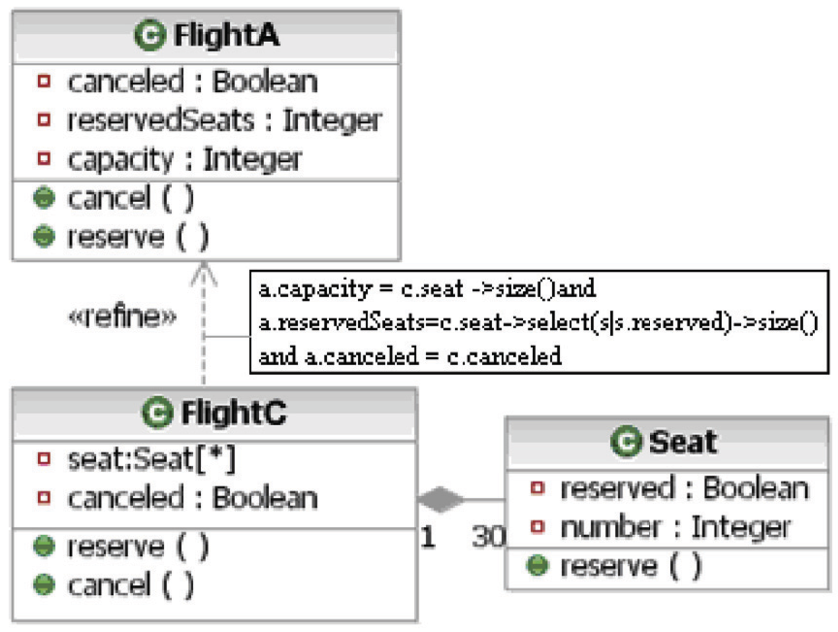 C FlightA
canceled : Boolean
reservedSeats : Integer
capacity : Integer
cancel ( )
reserve ( )
«refine»
a.capacity = c.seat ->size()and
a.reservedSeats=c.seat->select(s|s.reserved)->size()
and a.canceled = c.canceled
C FlightC
seat:Seat[*]
canceled : Boolean
reserve ( )
cancel ( )
1
30
C Seat
reserved : Boolean
number : Integer
reserve ( )